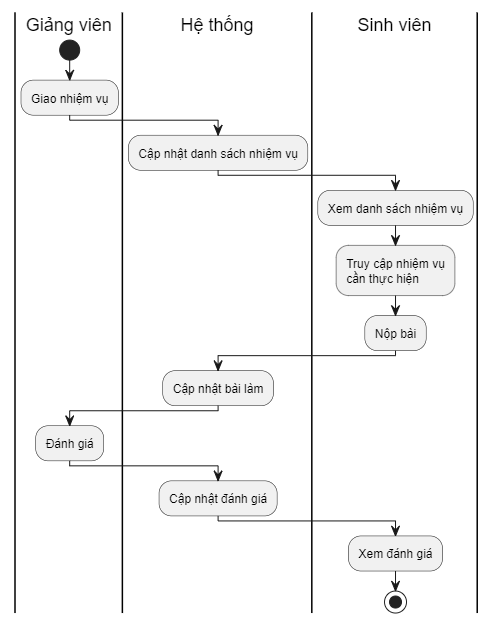 Giảng viên
Hệ thống
Sinh viên
Giao nhiệm vụ
Cập nhật danh sách nhiệm vụ
Xem danh sách nhiệm vụ
Truy cập nhiệm vụ
cần thực hiện
Nộp bài
Cập nhật bài làm
Đánh giá
Cập nhật đánh giá
Xem đánh giá